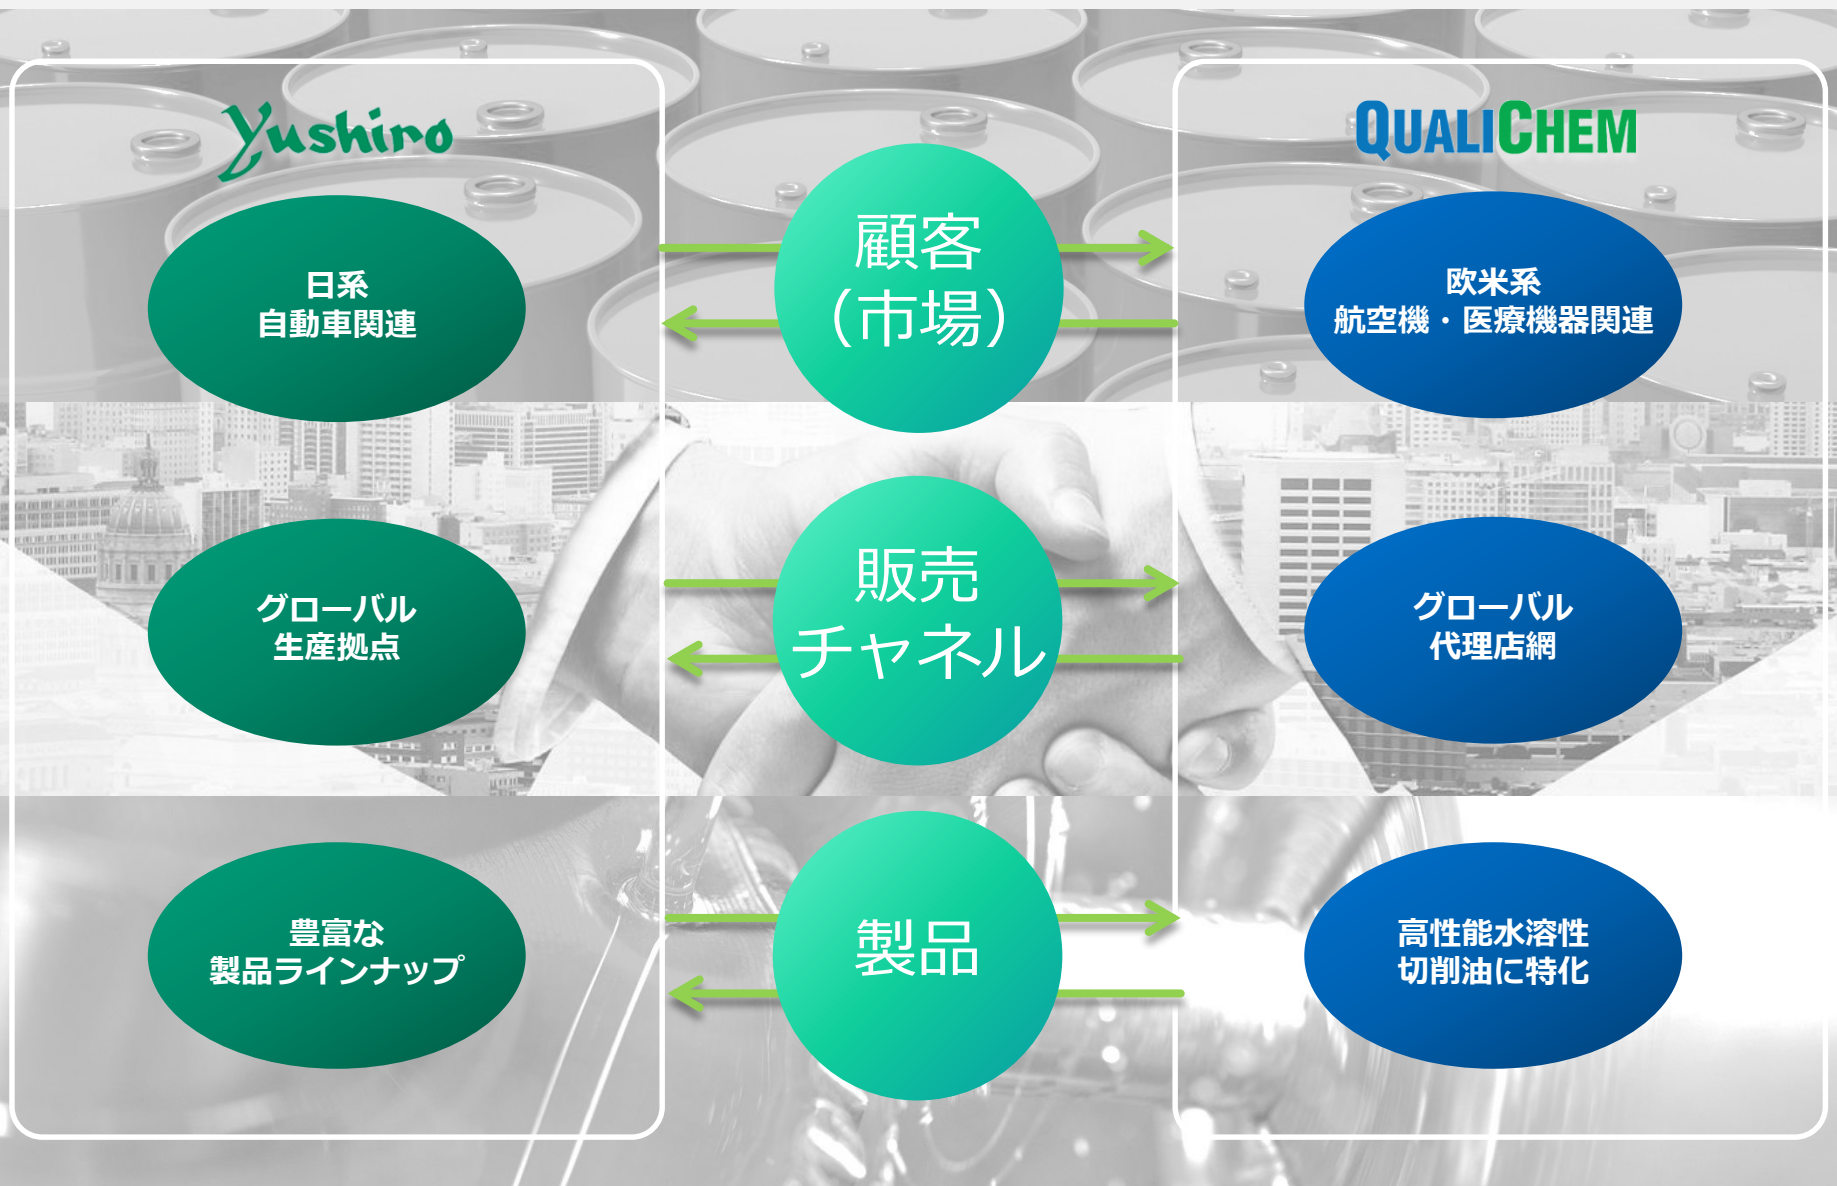 Yushiro
QUALICHEM
顧客
（市場）
日系
自動車関連
欧米系
航空機・医療機器関連
販売
チャネル
グローバル
生産拠点
グローバル
代理店網
製品
豊富な
製品ラインナップ
高性能水溶性
切削油に特化